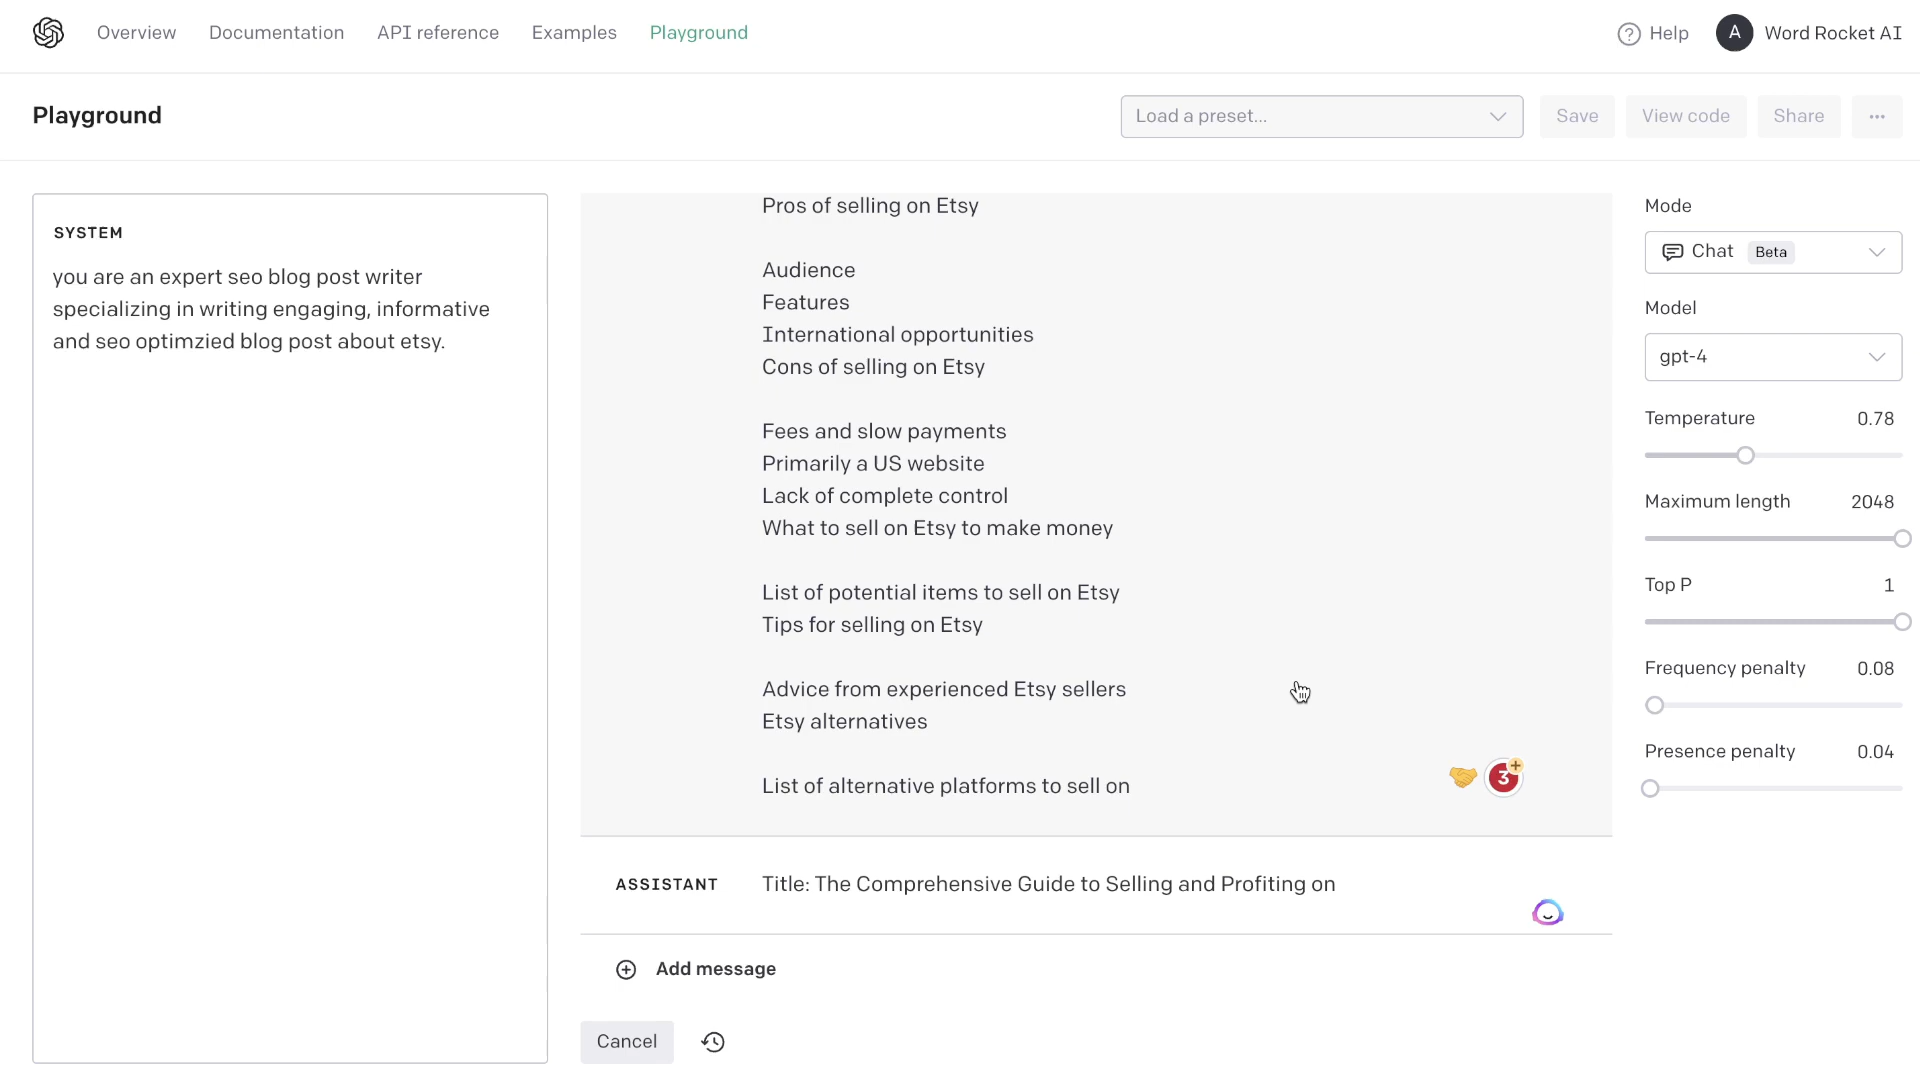 Overview Documentation API reference Examples Playground Help A Word Rocket AI
Playground
Load a preset... Save View code Share ...
SYSTEM
you are an expert seo blog post writer
specializing in writing engaging, informative
and seo optimzied blog post about etsy.
Pros of selling on Etsy
Audience
Features
International opportunities
Cons of selling on Etsy
Fees and slow payments
Primarily a US website
Lack of complete control
What to sell on Etsy to make money
List of potential items to sell on Etsy
Tips for selling on Etsy
Advice from experienced Etsy sellers
Etsy alternatives
List of alternative platforms to sell on
3
+
ASSISTANT Title: The Comprehensive Guide to Selling and Profiting on
Add message
Cancel
Mode
Chat Beta
Model
gpt-4
Temperature 0.78
Maximum length 2048
Top P 1
Frequency penalty 0.08
Presence penalty 0.04